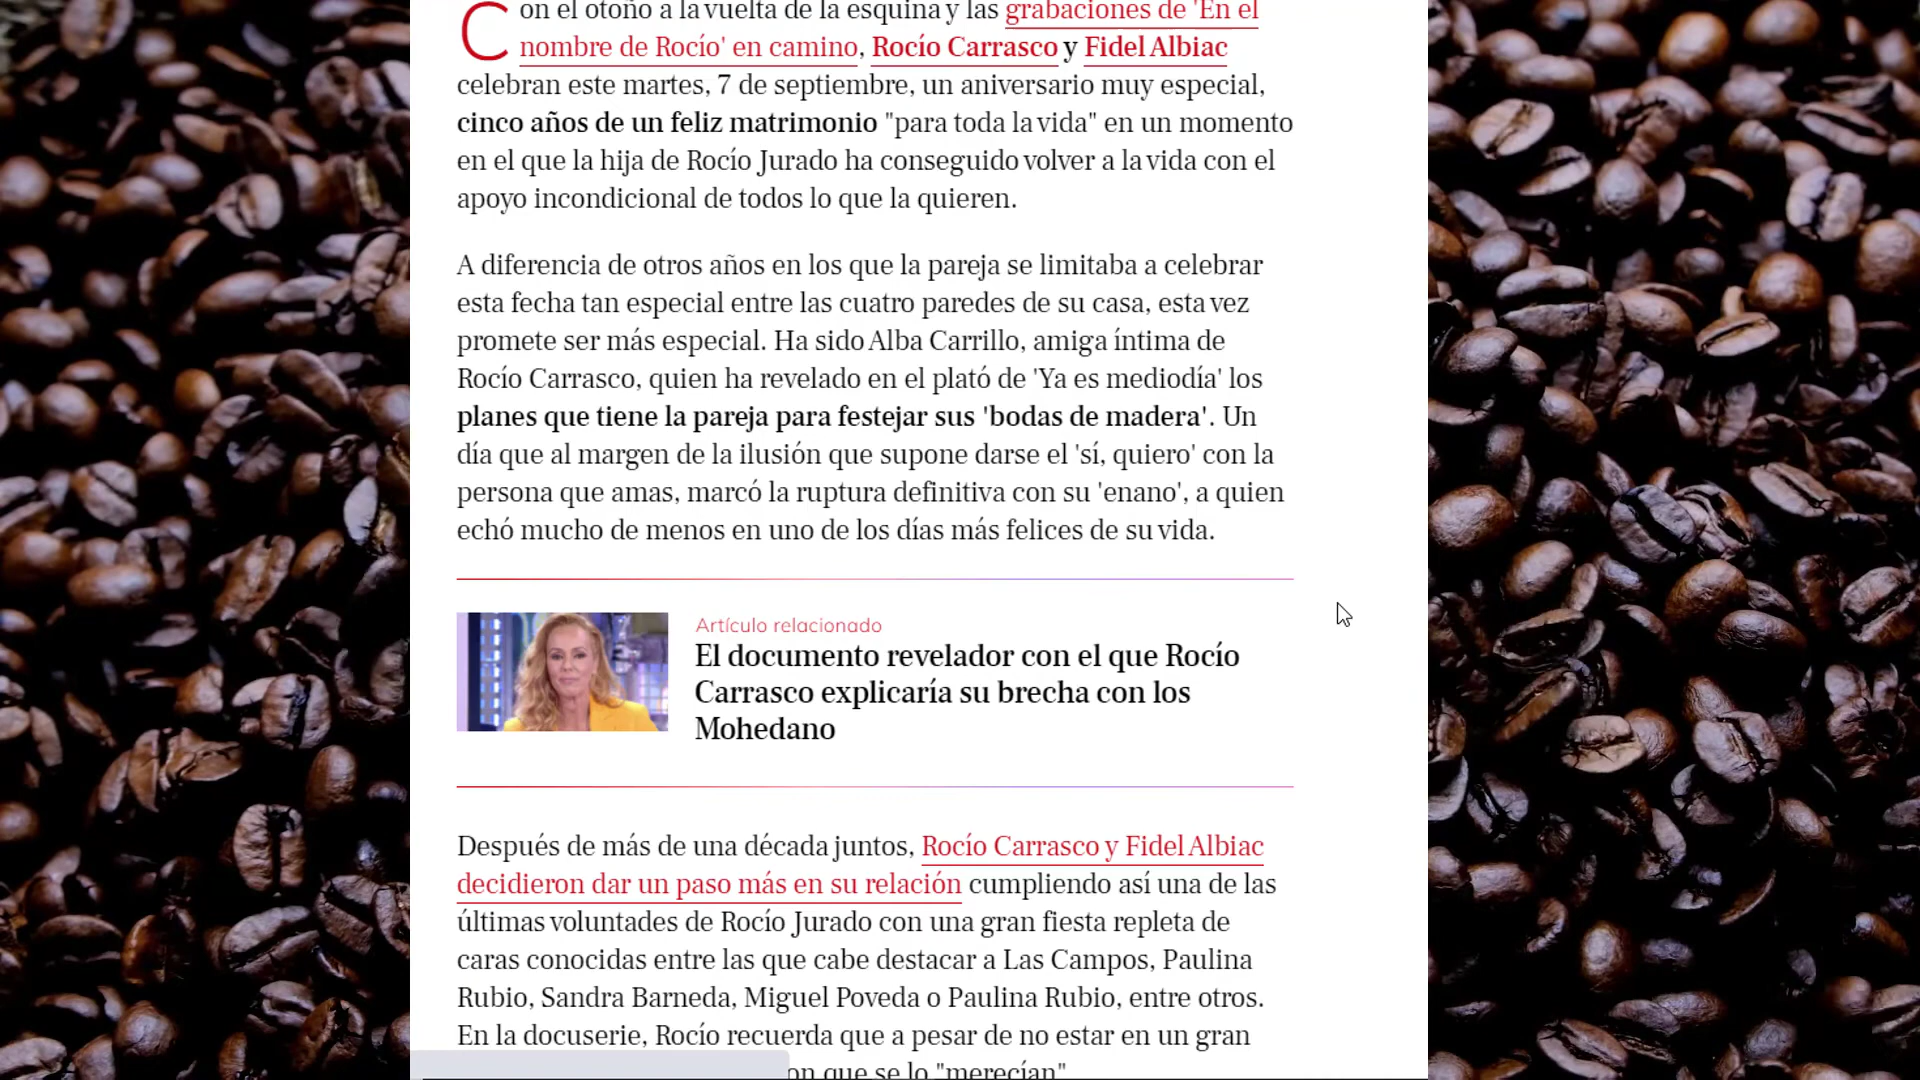 Con el otoño a la vuelta de la esquina y las grabaciones de 'En el
nombre de Rocío' en camino, Rocío Carrasco y Fidel Albiac
celebran este martes, 7 de septiembre, un aniversario muy especial,
cinco años de un feliz matrimonio "para toda la vida" en un momento
en el que la hija de Rocío Jurado ha conseguido volver a la vida con el
apoyo incondicional de todos lo que la quieren.
A diferencia de otros años en los que la pareja se limitaba a celebrar
esta fecha tan especial entre las cuatro paredes de su casa, esta vez
promete ser más especial. Ha sido Alba Carrillo, amiga íntima de
Rocío Carrasco, quien ha revelado en el plató de 'Ya es mediodía' los
planes que tiene la pareja para festejar sus 'bodas de madera'. Un
día que al margen de la ilusión que supone darse el 'sí, quiero' con la
persona que amas, marcó la ruptura definitiva con su 'enano', a quien
echó mucho de menos en uno de los días más felices de su vida.
Artículo relacionado
El documento revelador con el que Rocío
Carrasco explicaría su brecha con los
Mohedano
Después de más de una década juntos, Rocío Carrasco y Fidel Albiac
decidieron dar un paso más en su relación cumpliendo así una de las
últimas voluntades de Rocío Jurado con una gran fiesta repleta de
caras conocidas entre las que cabe destacar a Las Campos, Paulina
Rubio, Sandra Barneda, Miguel Poveda o Paulina Rubio, entre otros.
En la docuserie, Rocío recuerda que a pesar de no estar en un gran
on que se lo "merecían"